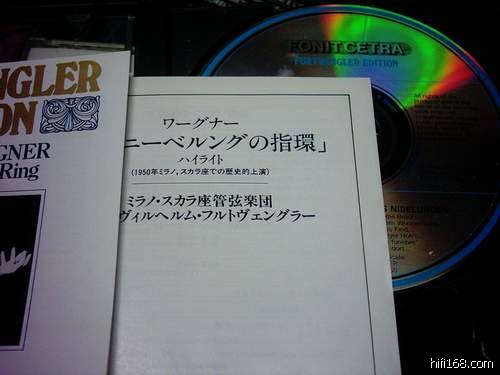 NGLER
ON
GNER
Ring
ワーグナー
ニーベルングの指環」
ハイライト
(1950年ミラノ,スカラ座での歴史的上演)
ミラノ・スカラ座管弦楽団
ヴィルヘルム・フルトヴェングラー
FONIT CETRA
FURTWÄNGLER EDITION
NIBELUNGEN
hifi168.com